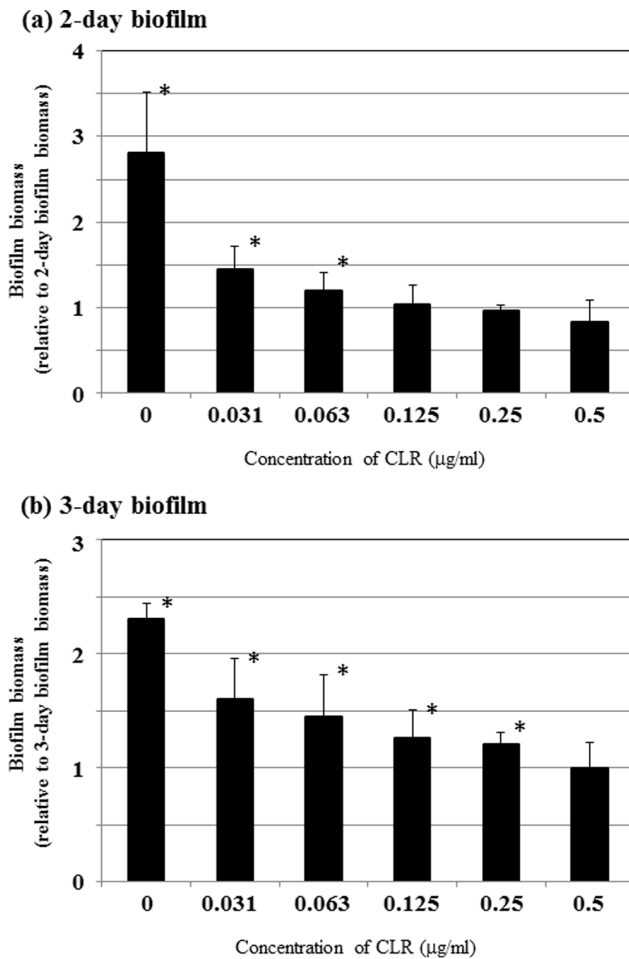 (a) 2-day biofilm
Biofilm biomass
(relative to 2-day biofilm biomass)
4
3
2
1
0
*
*
*
0 0.031 0.063 0.125 0.25 0.5
Concentration of CLR (μg/ml)
(b) 3-day biofilm
Biofilm biomass
(relative to 3-day biofilm biomass)
3
2
1
0
*
*
*
*
*
0 0.031 0.063 0.125 0.25 0.5
Concentration of CLR (μg/ml)